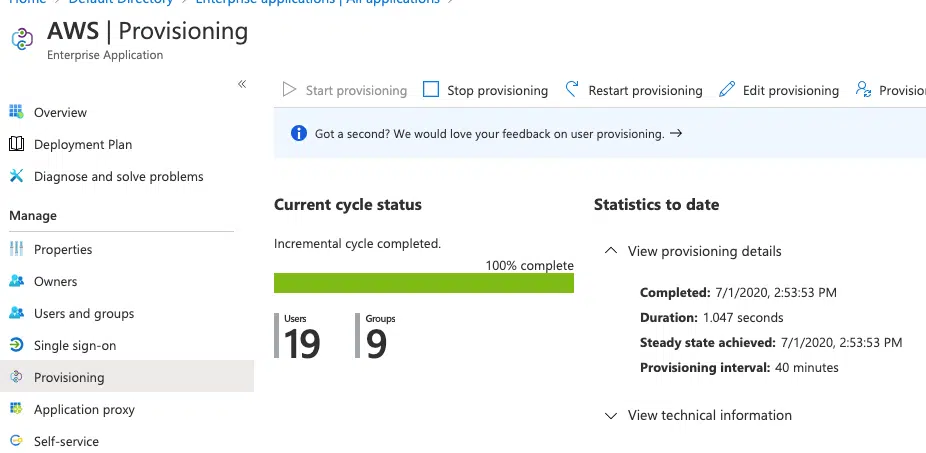 Home > Default Directory > Enterprise applications | All applications >
AWS | Provisioning
Enterprise Application
«
Start provisioning Stop provisioning Restart provisioning Edit provisioning Provisio
Got a second? We would love your feedback on user provisioning. →
Overview
Deployment Plan
Diagnose and solve problems
Manage
Properties
Owners
Users and groups
Single sign-on
Provisioning
Application proxy
Self-service
Current cycle status
Incremental cycle completed.
100% complete
Users
19
Groups
9
Statistics to date
View provisioning details
Completed: 7/1/2020, 2:53:53 PM
Duration: 1.047 seconds
Steady state achieved: 7/1/2020, 2:53:53 PM
Provisioning interval: 40 minutes
View technical information